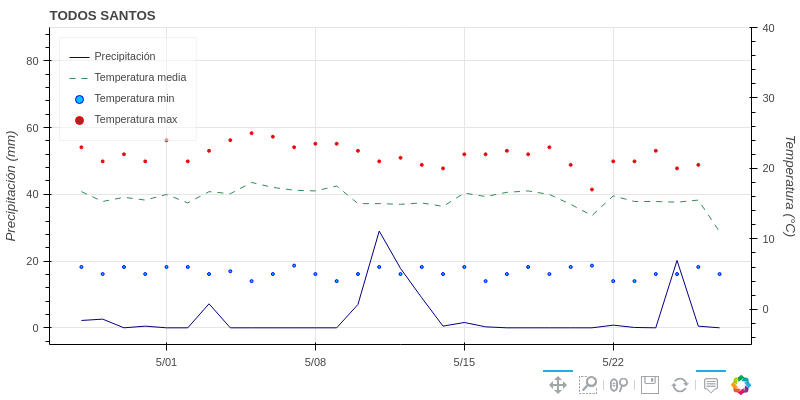 TODOS SANTOS
Precipitación
Temperatura media
Temperatura min
Temperatura max
Precipitación (mm)
80
60
40
20
0
40
30
20
10
0
Temperatura (°C)
5/01
5/08
5/15
5/22